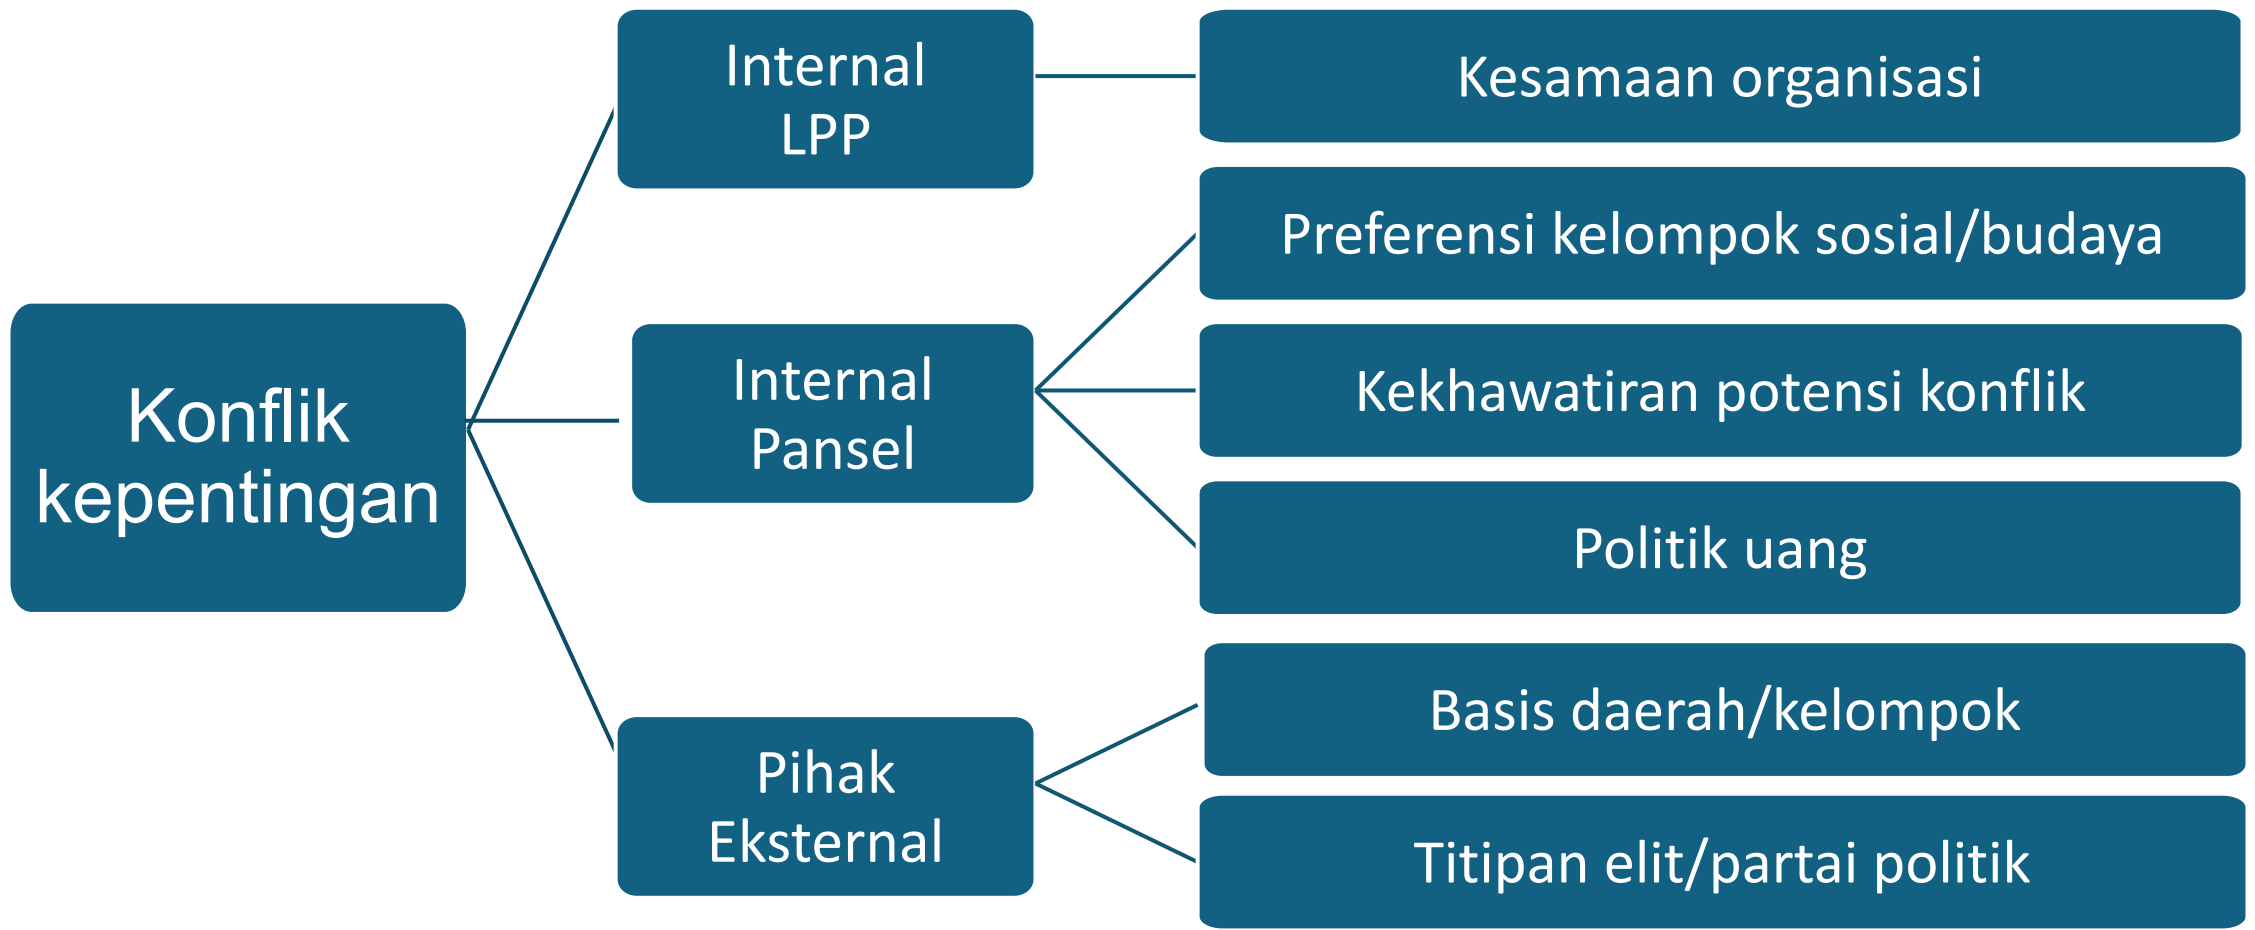 Konflik
kepentingan
Internal
LPP
Kesamaan organisasi
Internal
Pansel
Preferensi kelompok sosial/budaya
Kekhawatiran potensi konflik
Politik uang
Pihak
Eksternal
Basis daerah/kelompok
Titipan elit/partai politik